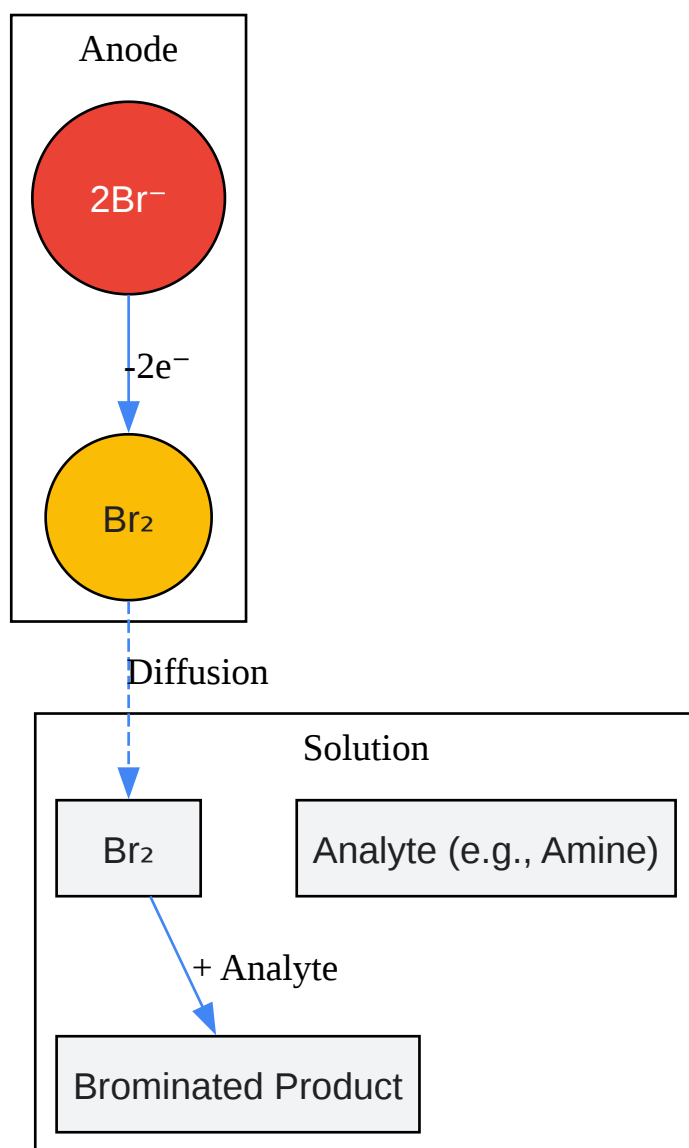 Anode
2Br⁻
-2e⁻
Br₂
Diffusion
Solution
Br₂
Analyte (e.g., Amine)
+ Analyte
Brominated Product